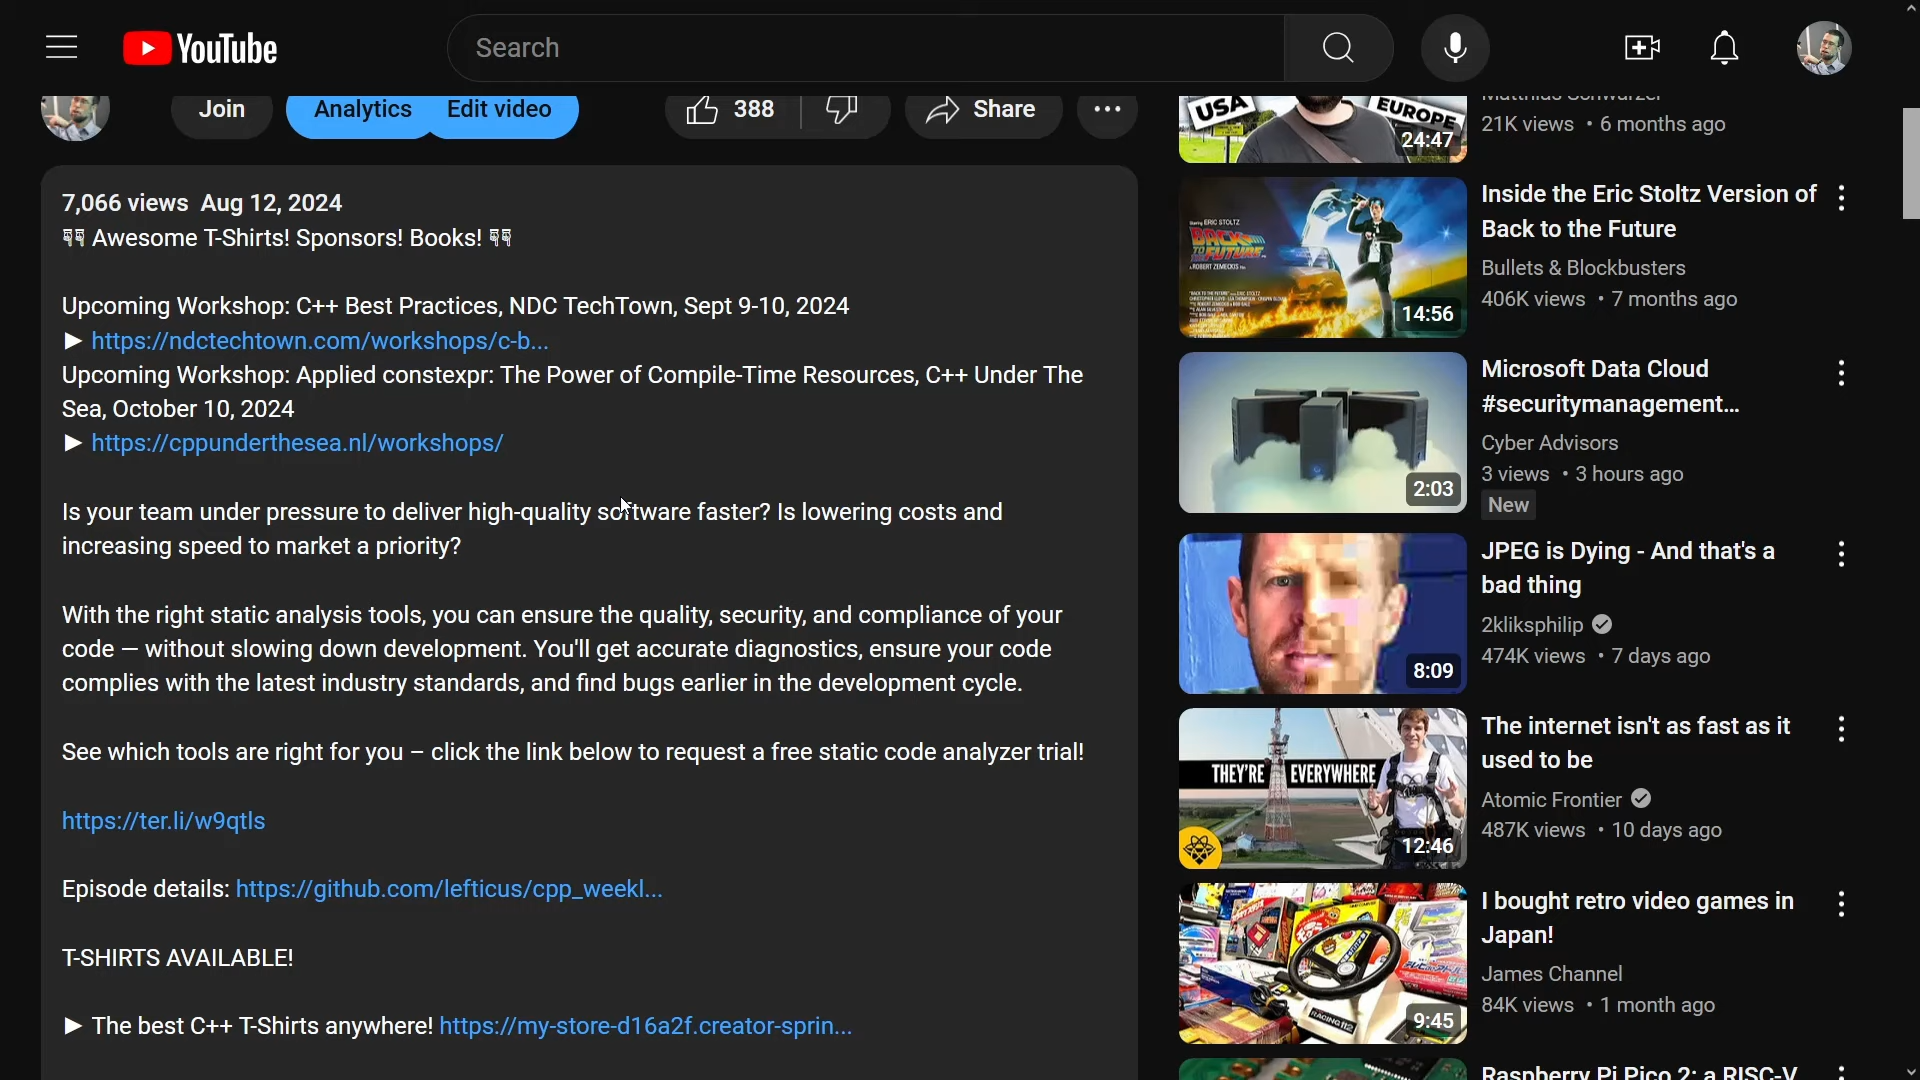 YouTube
Search
Join
Analytics
Edit video
388
Share
7,066 views Aug 12, 2024
👇👇 Awesome T-Shirts! Sponsors! Books! 👇👇
Upcoming Workshop: C++ Best Practices, NDC TechTown, Sept 9-10, 2024
► https://ndctechtown.com/workshops/c-b...
Upcoming Workshop: Applied constexpr: The Power of Compile-Time Resources, C++ Under The
Sea, October 10, 2024
► https://cppunderthesea.nl/workshops/
Is your team under pressure to deliver high-quality software faster? Is lowering costs and
increasing speed to market a priority?
With the right static analysis tools, you can ensure the quality, security, and compliance of your
code — without slowing down development. You'll get accurate diagnostics, ensure your code
complies with the latest industry standards, and find bugs earlier in the development cycle.
See which tools are right for you – click the link below to request a free static code analyzer trial!
https://ter.li/w9qtls
Episode details: https://github.com/lefticus/cpp_weekl...
T-SHIRTS AVAILABLE!
► The best C++ T-Shirts anywhere! https://my-store-d16a2f.creator-sprin...
USA
EUROPE
24:47
21K views • 6 months ago
Starring ERIC STOLTZ
BACK TO THE FUTURE
A ROBERT ZEMECKIS
14:56
Inside the Eric Stoltz Version of
Back to the Future
Bullets & Blockbusters
406K views • 7 months ago
2:03
Microsoft Data Cloud
#securitymanagement...
Cyber Advisors
3 views • 3 hours ago
New
8:09
JPEG is Dying - And that's a
bad thing
2kliksphilip
474K views • 7 days ago
THEY'RE EVERYWHERE
12:46
The internet isn't as fast as it
used to be
Atomic Frontier
487K views • 10 days ago
RACING112
9:45
I bought retro video games in
Japan!
James Channel
84K views • 1 month ago
Raspberry Pi Pico 2: a RISC-V